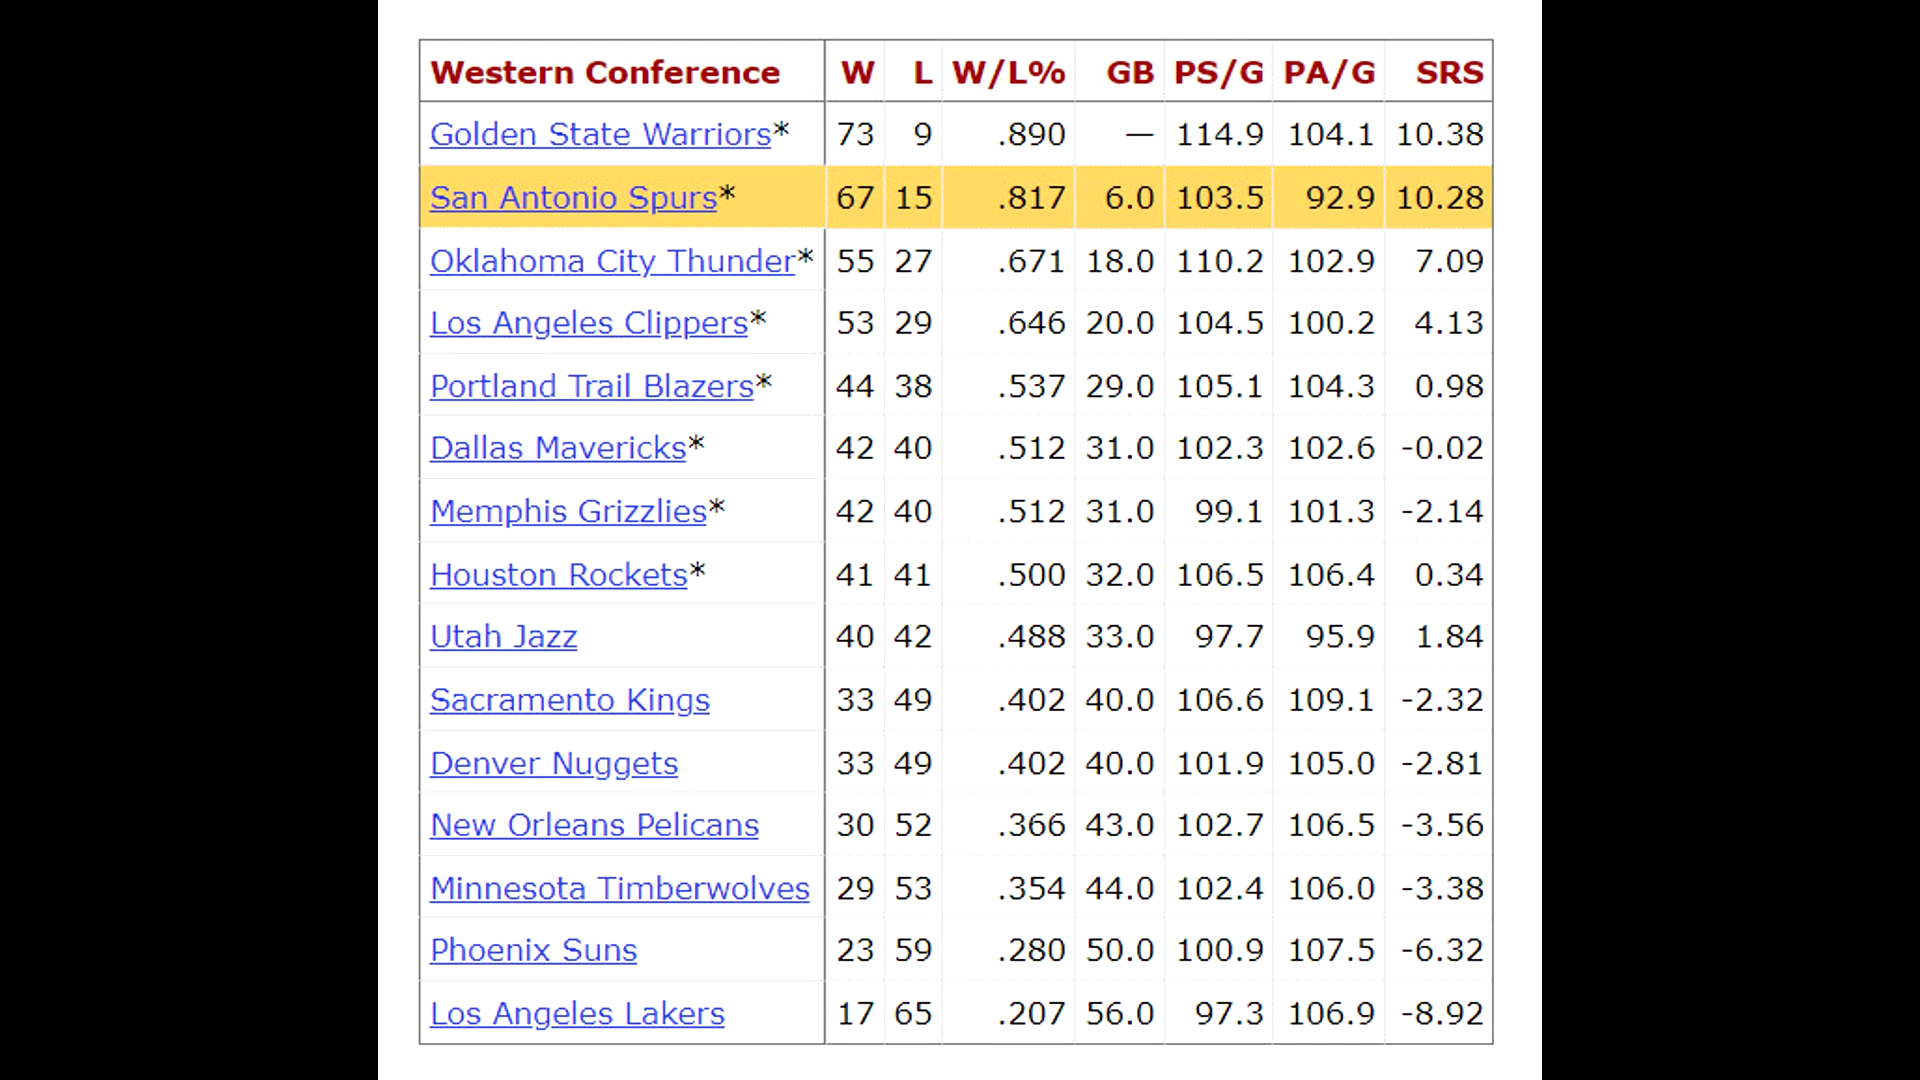 Western Conference W L W/L% GB PS/G PA/G SRS
Golden State Warriors* 73 9 .890 — 114.9 104.1 10.38
San Antonio Spurs* 67 15 .817 6.0 103.5 92.9 10.28
Oklahoma City Thunder* 55 27 .671 18.0 110.2 102.9 7.09
Los Angeles Clippers* 53 29 .646 20.0 104.5 100.2 4.13
Portland Trail Blazers* 44 38 .537 29.0 105.1 104.3 0.98
Dallas Mavericks* 42 40 .512 31.0 102.3 102.6 -0.02
Memphis Grizzlies* 42 40 .512 31.0 99.1 101.3 -2.14
Houston Rockets* 41 41 .500 32.0 106.5 106.4 0.34
Utah Jazz 40 42 .488 33.0 97.7 95.9 1.84
Sacramento Kings 33 49 .402 40.0 106.6 109.1 -2.32
Denver Nuggets 33 49 .402 40.0 101.9 105.0 -2.81
New Orleans Pelicans 30 52 .366 43.0 102.7 106.5 -3.56
Minnesota Timberwolves 29 53 .354 44.0 102.4 106.0 -3.38
Phoenix Suns 23 59 .280 50.0 100.9 107.5 -6.32
Los Angeles Lakers 17 65 .207 56.0 97.3 106.9 -8.92